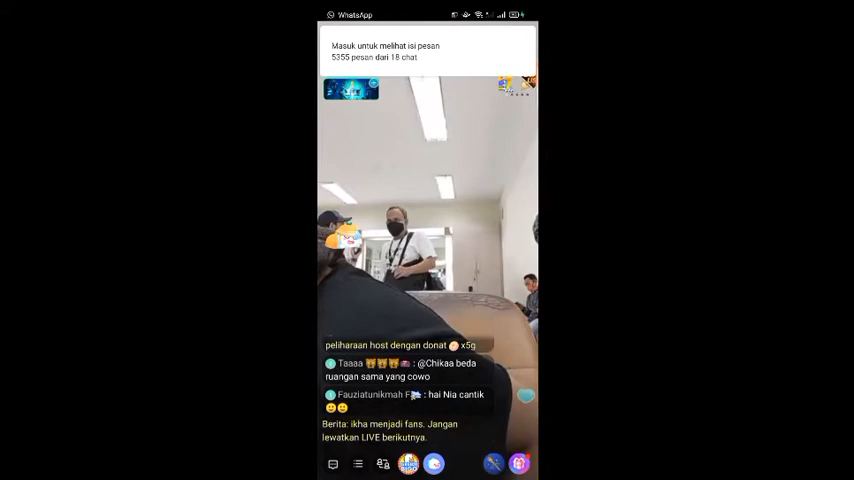 WhatsApp
Masuk untuk melihat isi pesan
5355 pesan dari 18 chat
peliharaan host dengan donat x5g
Taaaa : @Chikaa beda
ruangan sama yang cowo
Fauziatunikmah : hai Nia cantik
Berita: ikha menjadi fans. Jangan
lewatkan LIVE berikutnya.